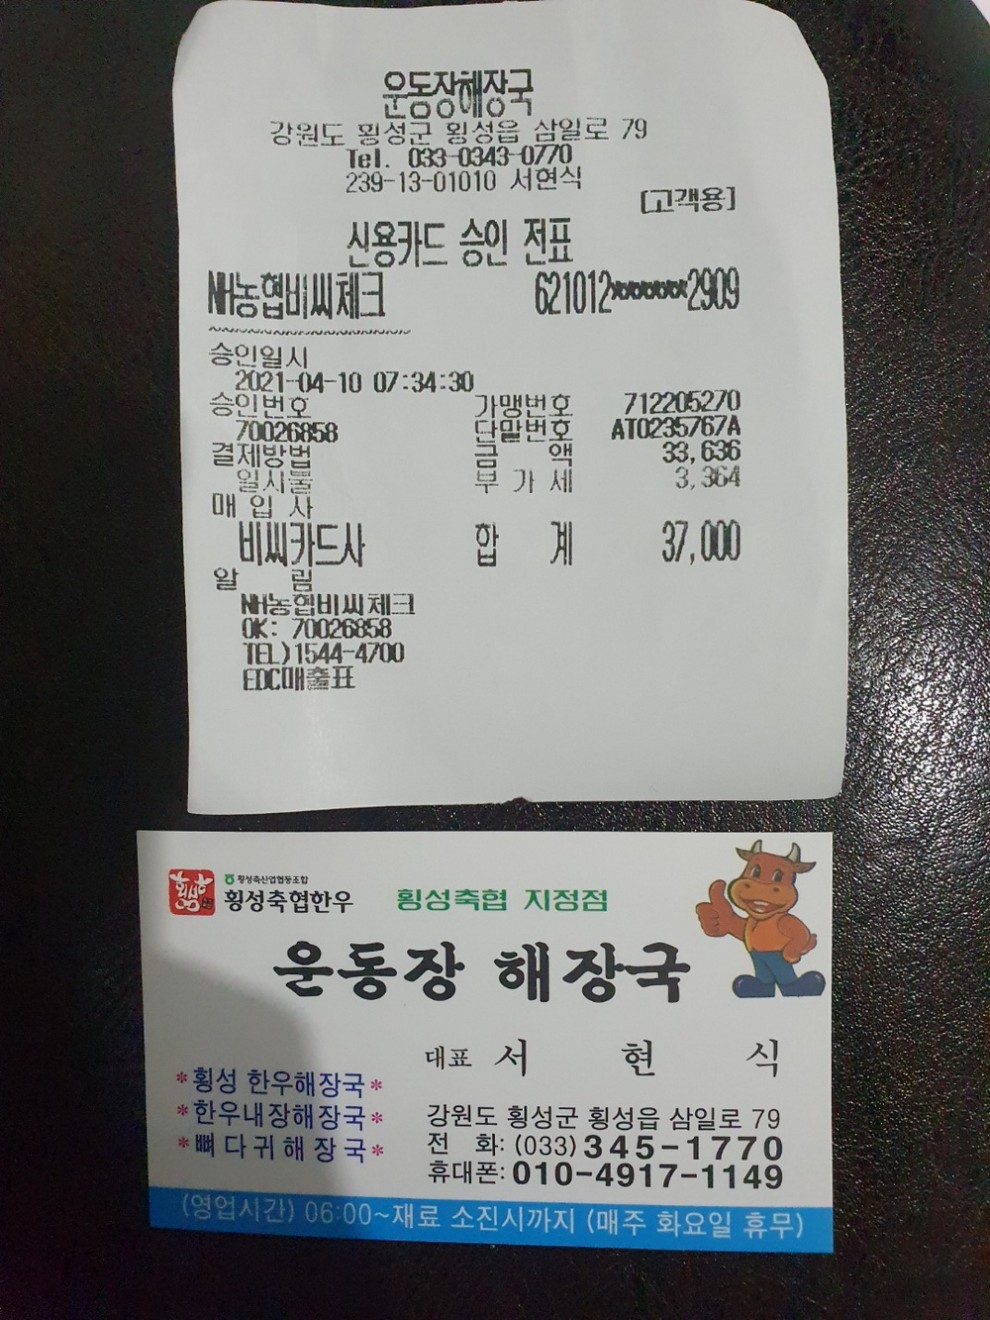 운동장해장국
강원도 횡성군 횡성읍 삼일로 79
Tel. 033-0343-0770
239-13-01010 서현식
[고객용]
신용카드 승인 전표
NH농협비씨체크 621012*******2909
~~~~~~~~~~~~~~~~~~~~
승인일시
2021-04-10 07:34:30
승인번호 가맹번호 712205270
70026858 단말번호 AT0235767A
결제방법 금 액 33,636
일시불 부 가 세 3,364
매 입 사
비씨카드사 합 계 37,000
알 림
NH농협비씨체크
OK: 70026858
TEL)1544-4700
EDC매출표
횡성축산업협동조합
횡성축협한우 횡성축협 지정점
운동장 해장국
대표 서 현 식
*횡성 한우해장국*
*한우내장해장국*
*뼈다귀해장국*
강원도 횡성군 횡성읍 삼일로 79
전 화: (033) 345-1770
휴대폰: 010-4917-1149
(영업시간) 06:00~재료 소진시까지 (매주 화요일 휴무)